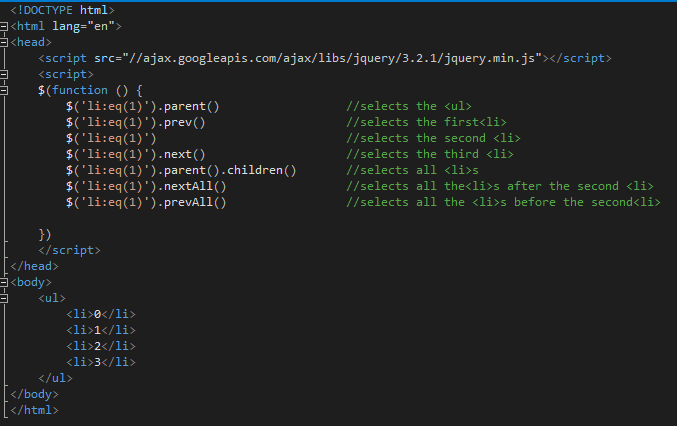 <!DOCTYPE html>
<html lang="en">
<head>
    <script src="//ajax.googleapis.com/ajax/libs/jquery/3.2.1/jquery.min.js"></script>
    <script>
    $(function () {
        $('li:eq(1)').parent()                  //selects the <ul>
        $('li:eq(1)').prev()                    //selects the first<li>
        $('li:eq(1)')                           //selects the second <li>
        $('li:eq(1)').next()                    //selects the third <li>
        $('li:eq(1)').parent().children()       //selects all <li>s
        $('li:eq(1)').nextAll()                 //selects all the<li>s after the second <li>
        $('li:eq(1)').prevAll()                 //selects all the <li>s before the second<li>

    })
    </script>
</head>
<body>
    <ul>
        <li>0</li>
        <li>1</li>
        <li>2</li>
        <li>3</li>
    </ul>
</body>
</html>